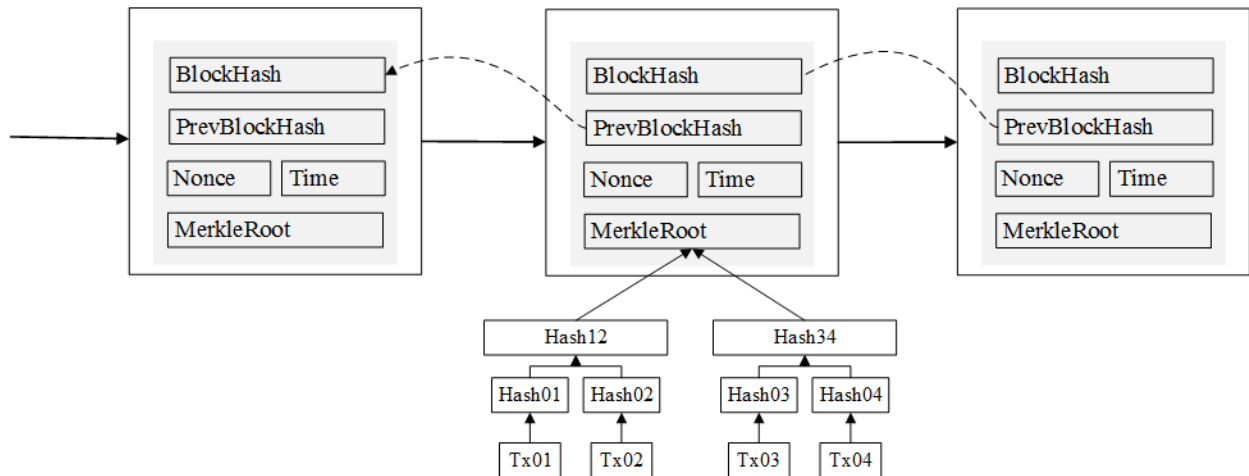 BlockHash
PrevBlockHash
Nonce Time
MerkleRoot
BlockHash
PrevBlockHash
Nonce Time
MerkleRoot
BlockHash
PrevBlockHash
Nonce Time
MerkleRoot
Hash12 Hash34
Hash01 Hash02 Hash03 Hash04
Tx01 Tx02 Tx03 Tx04